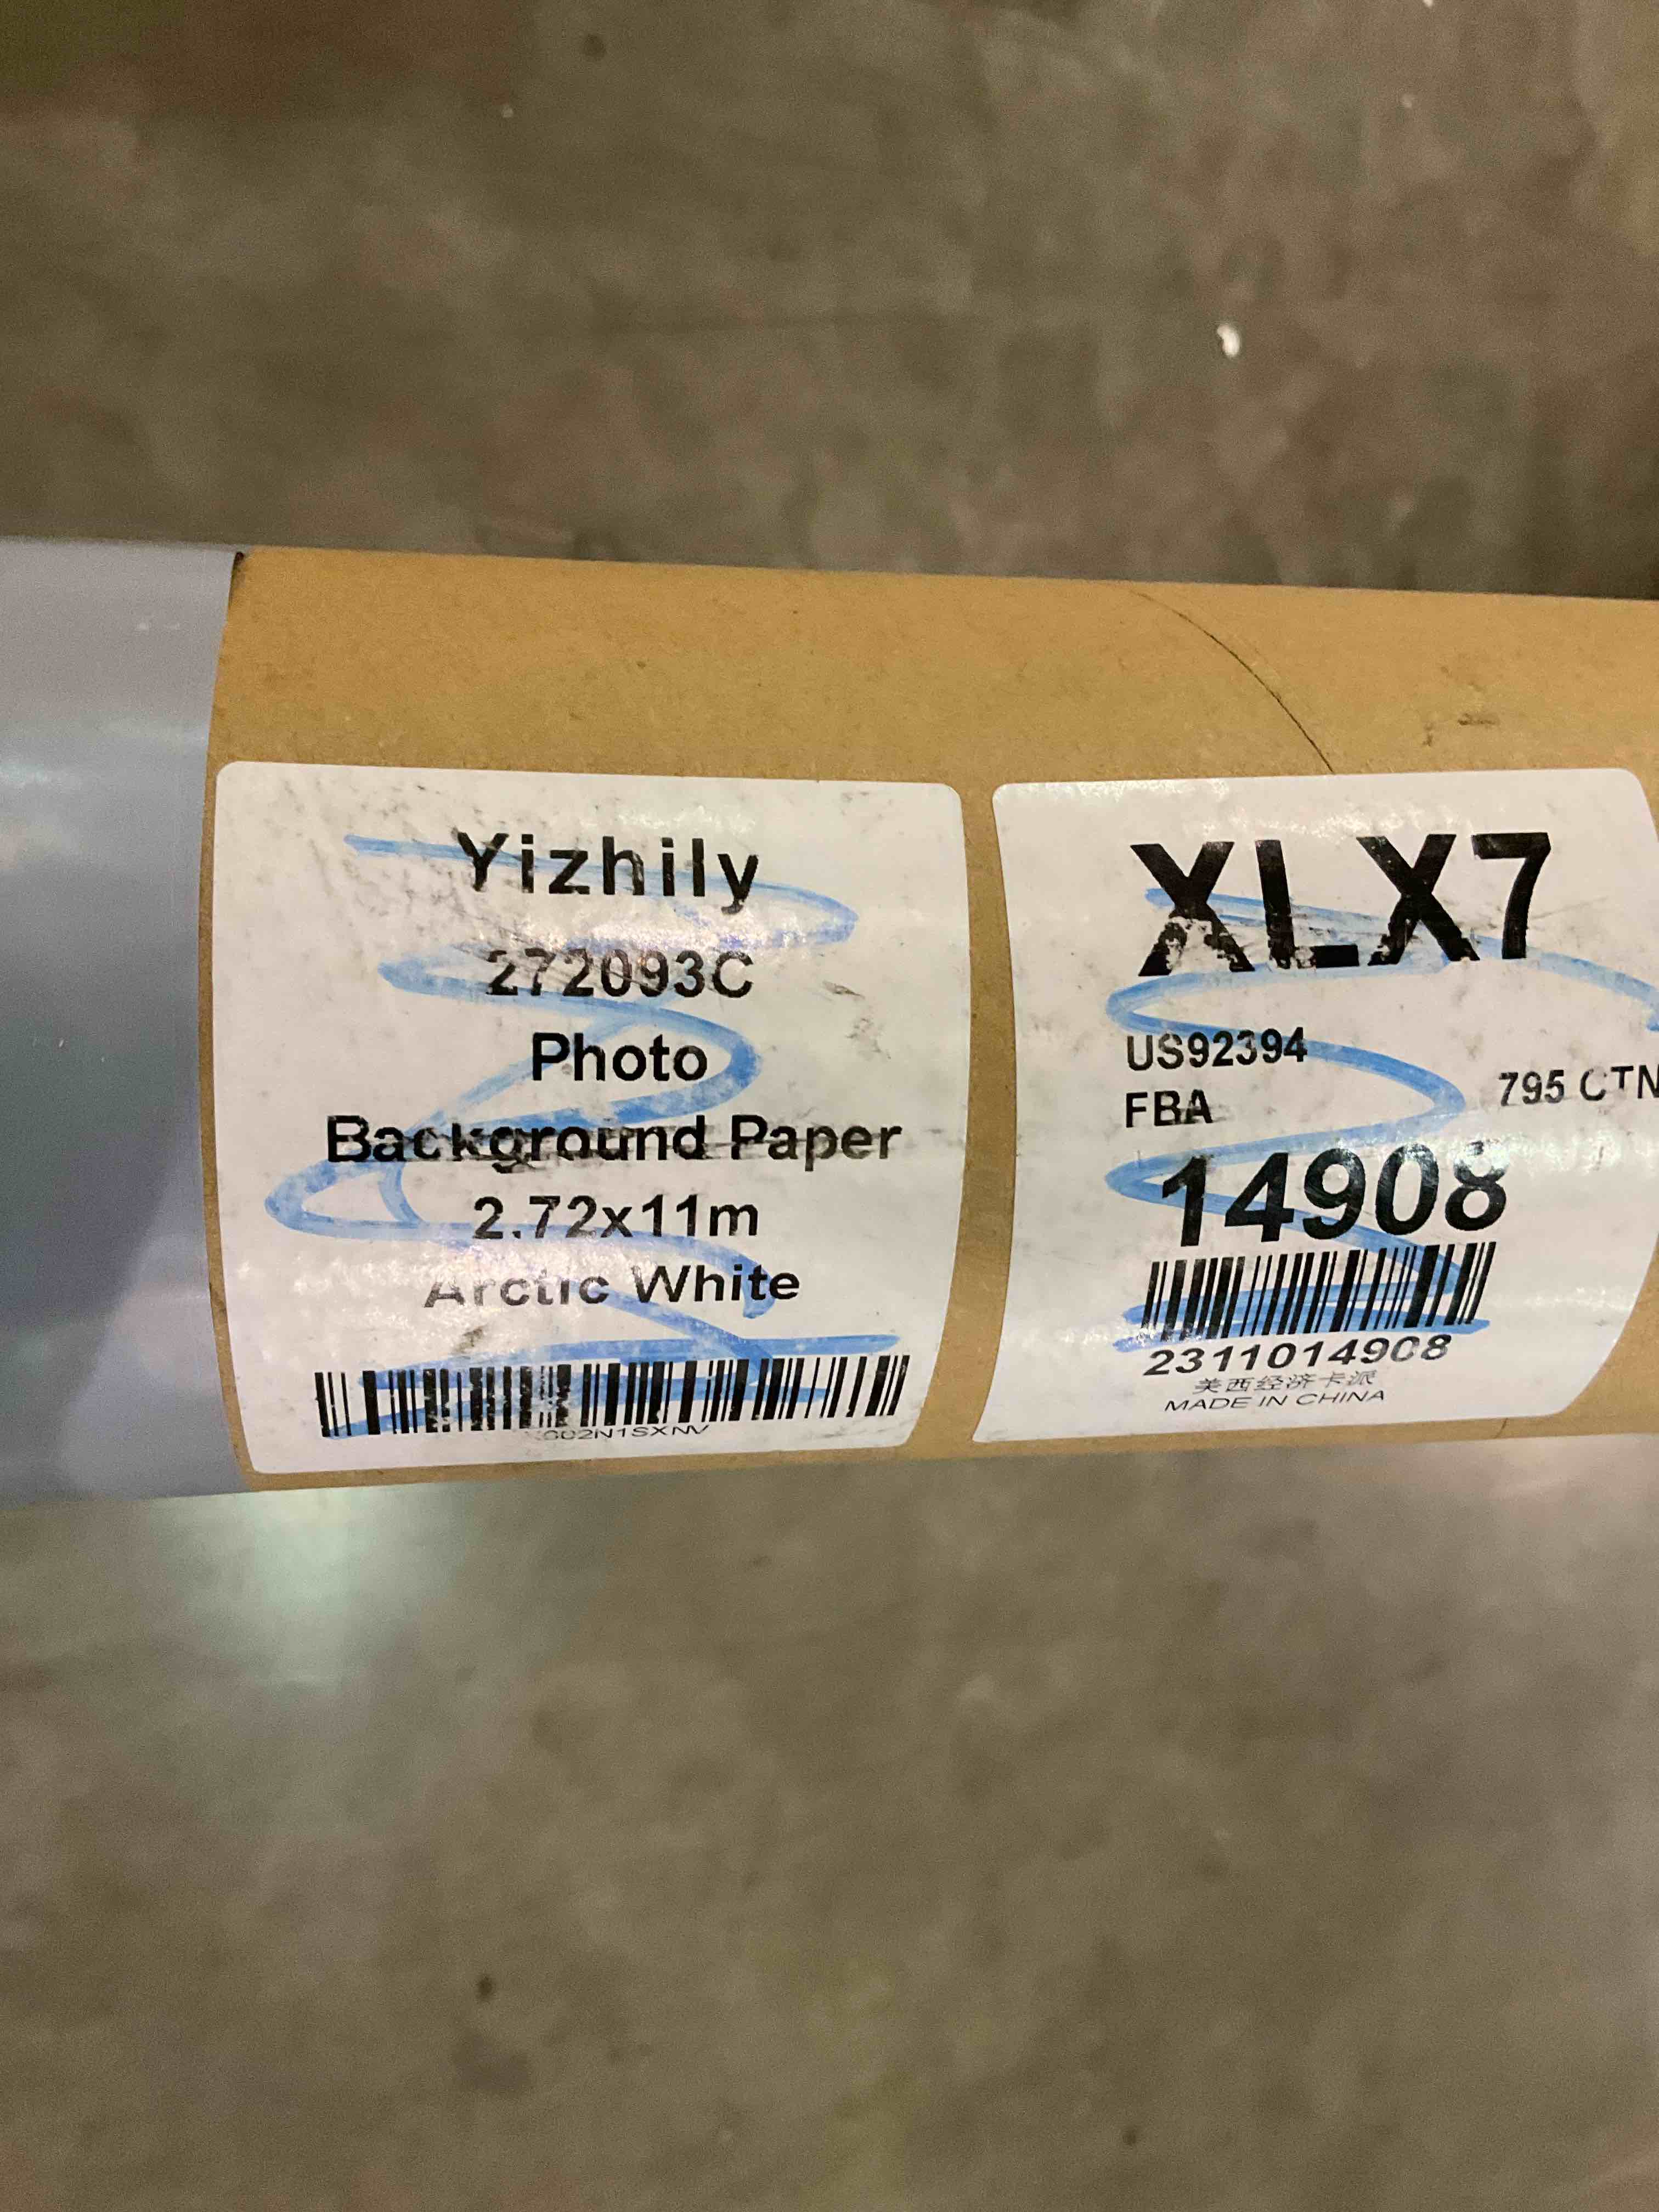 Yizhily
272093C
Photo
Background Paper
2.72x11m
Arctic White
XLX7
US92394
FBA
795 CTN
14908
2311014908
美西经济卡派
MADE IN CHINA